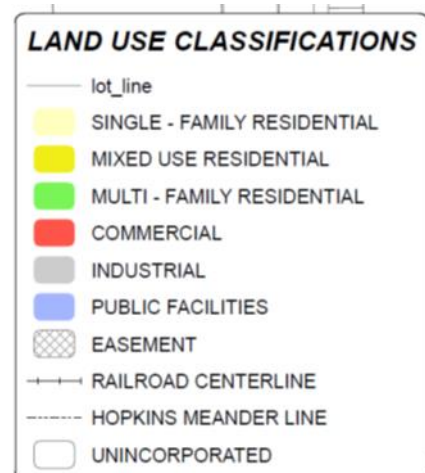 LAND USE CLASSIFICATIONS
lot_line
SINGLE - FAMILY RESIDENTIAL
MIXED USE RESIDENTIAL
MULTI - FAMILY RESIDENTIAL
COMMERCIAL
INDUSTRIAL
PUBLIC FACILITIES
EASEMENT
RAILROAD CENTERLINE
HOPKINS MEANDER LINE
UNINCORPORATED